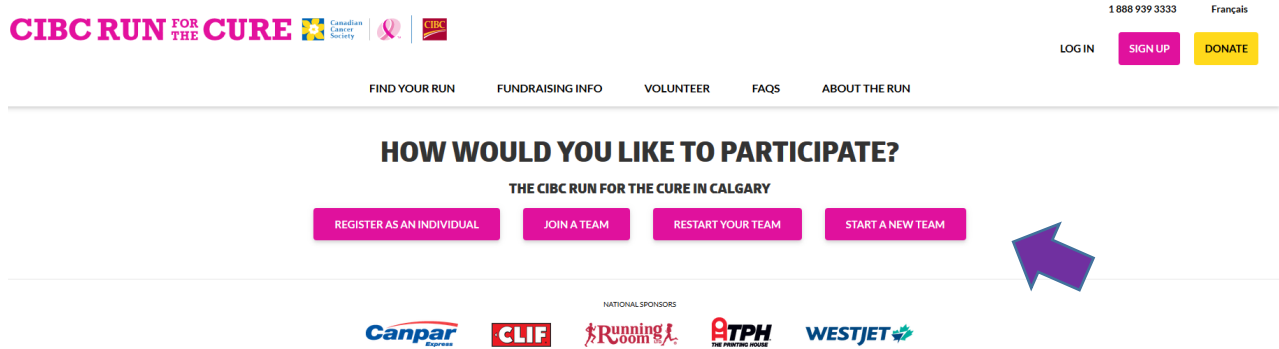 1 888 939 3333 Français
CIBC RUN FOR THE CURE Canadian Cancer Society CIBC
LOG IN SIGN UP DONATE
FIND YOUR RUN FUNDRAISING INFO VOLUNTEER FAQS ABOUT THE RUN
HOW WOULD YOU LIKE TO PARTICIPATE?
THE CIBC RUN FOR THE CURE IN CALGARY
REGISTER AS AN INDIVIDUAL JOIN A TEAM RESTART YOUR TEAM START A NEW TEAM
NATIONAL SPONSORS
Canpar Express CLIF Running Room TPH THE PRINTING HOUSE WESTJET